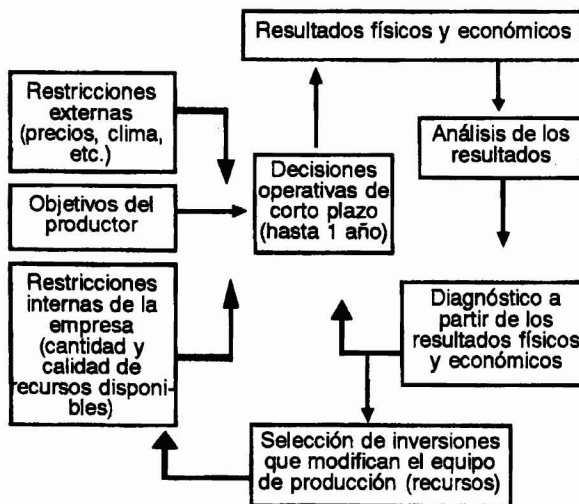 Resultados físicos y económicos
Restricciones
externas
(precios, clima,
etc.)
Análisis de los
resultados
Decisiones
operativas de
corto plazo
(hasta 1 año)
Objetivos del
productor
Restricciones
internas de la
empresa
(cantidad y
calidad de
recursos disponi-
bles)
Diagnóstico a
partir de los
resultados físicos
y económicos
Selección de inversiones
que modifican el equipo
de producción (recursos)